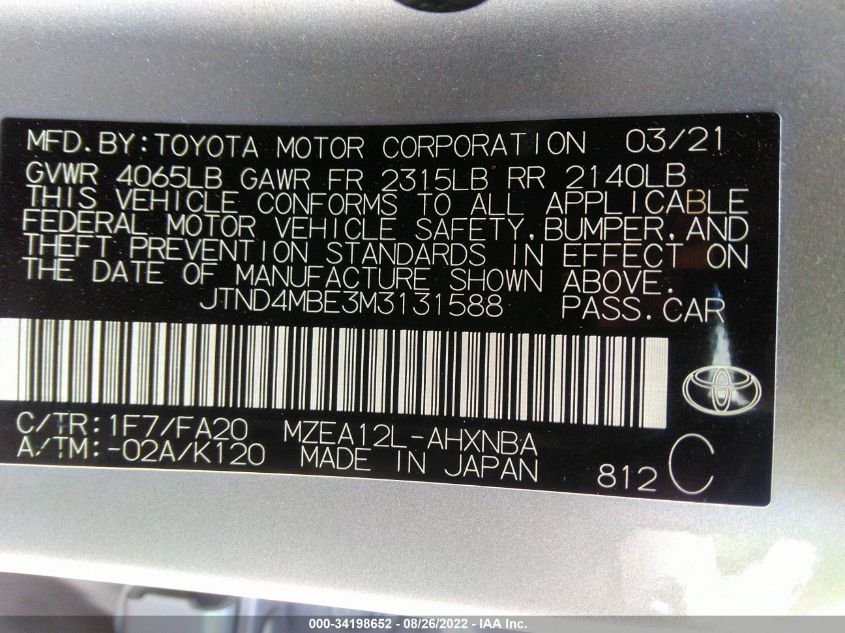 MFD.BY:TOYOTA MOTOR CORPORATION 03/21
GVWR 4065LB GAWR FR 2315LB RR 2140LB
THIS VEHICLE CONFORMS TO ALL APPLICABLE
FEDERAL MOTOR VEHICLE SAFETY,BUMPER,AND
THEFT PREVENTION STANDARDS IN EFFECT ON
THE DATE OF MANUFACTURE SHOWN ABOVE.
JTND4MBE3M3131588 PASS.CAR
C/TR:1F7/FA20 MZEA12L-AHXNBA
A/TM:-02A/K120 MADE IN JAPAN 812 C
000-34198652 | 08/26/2022 - IAA Inc.